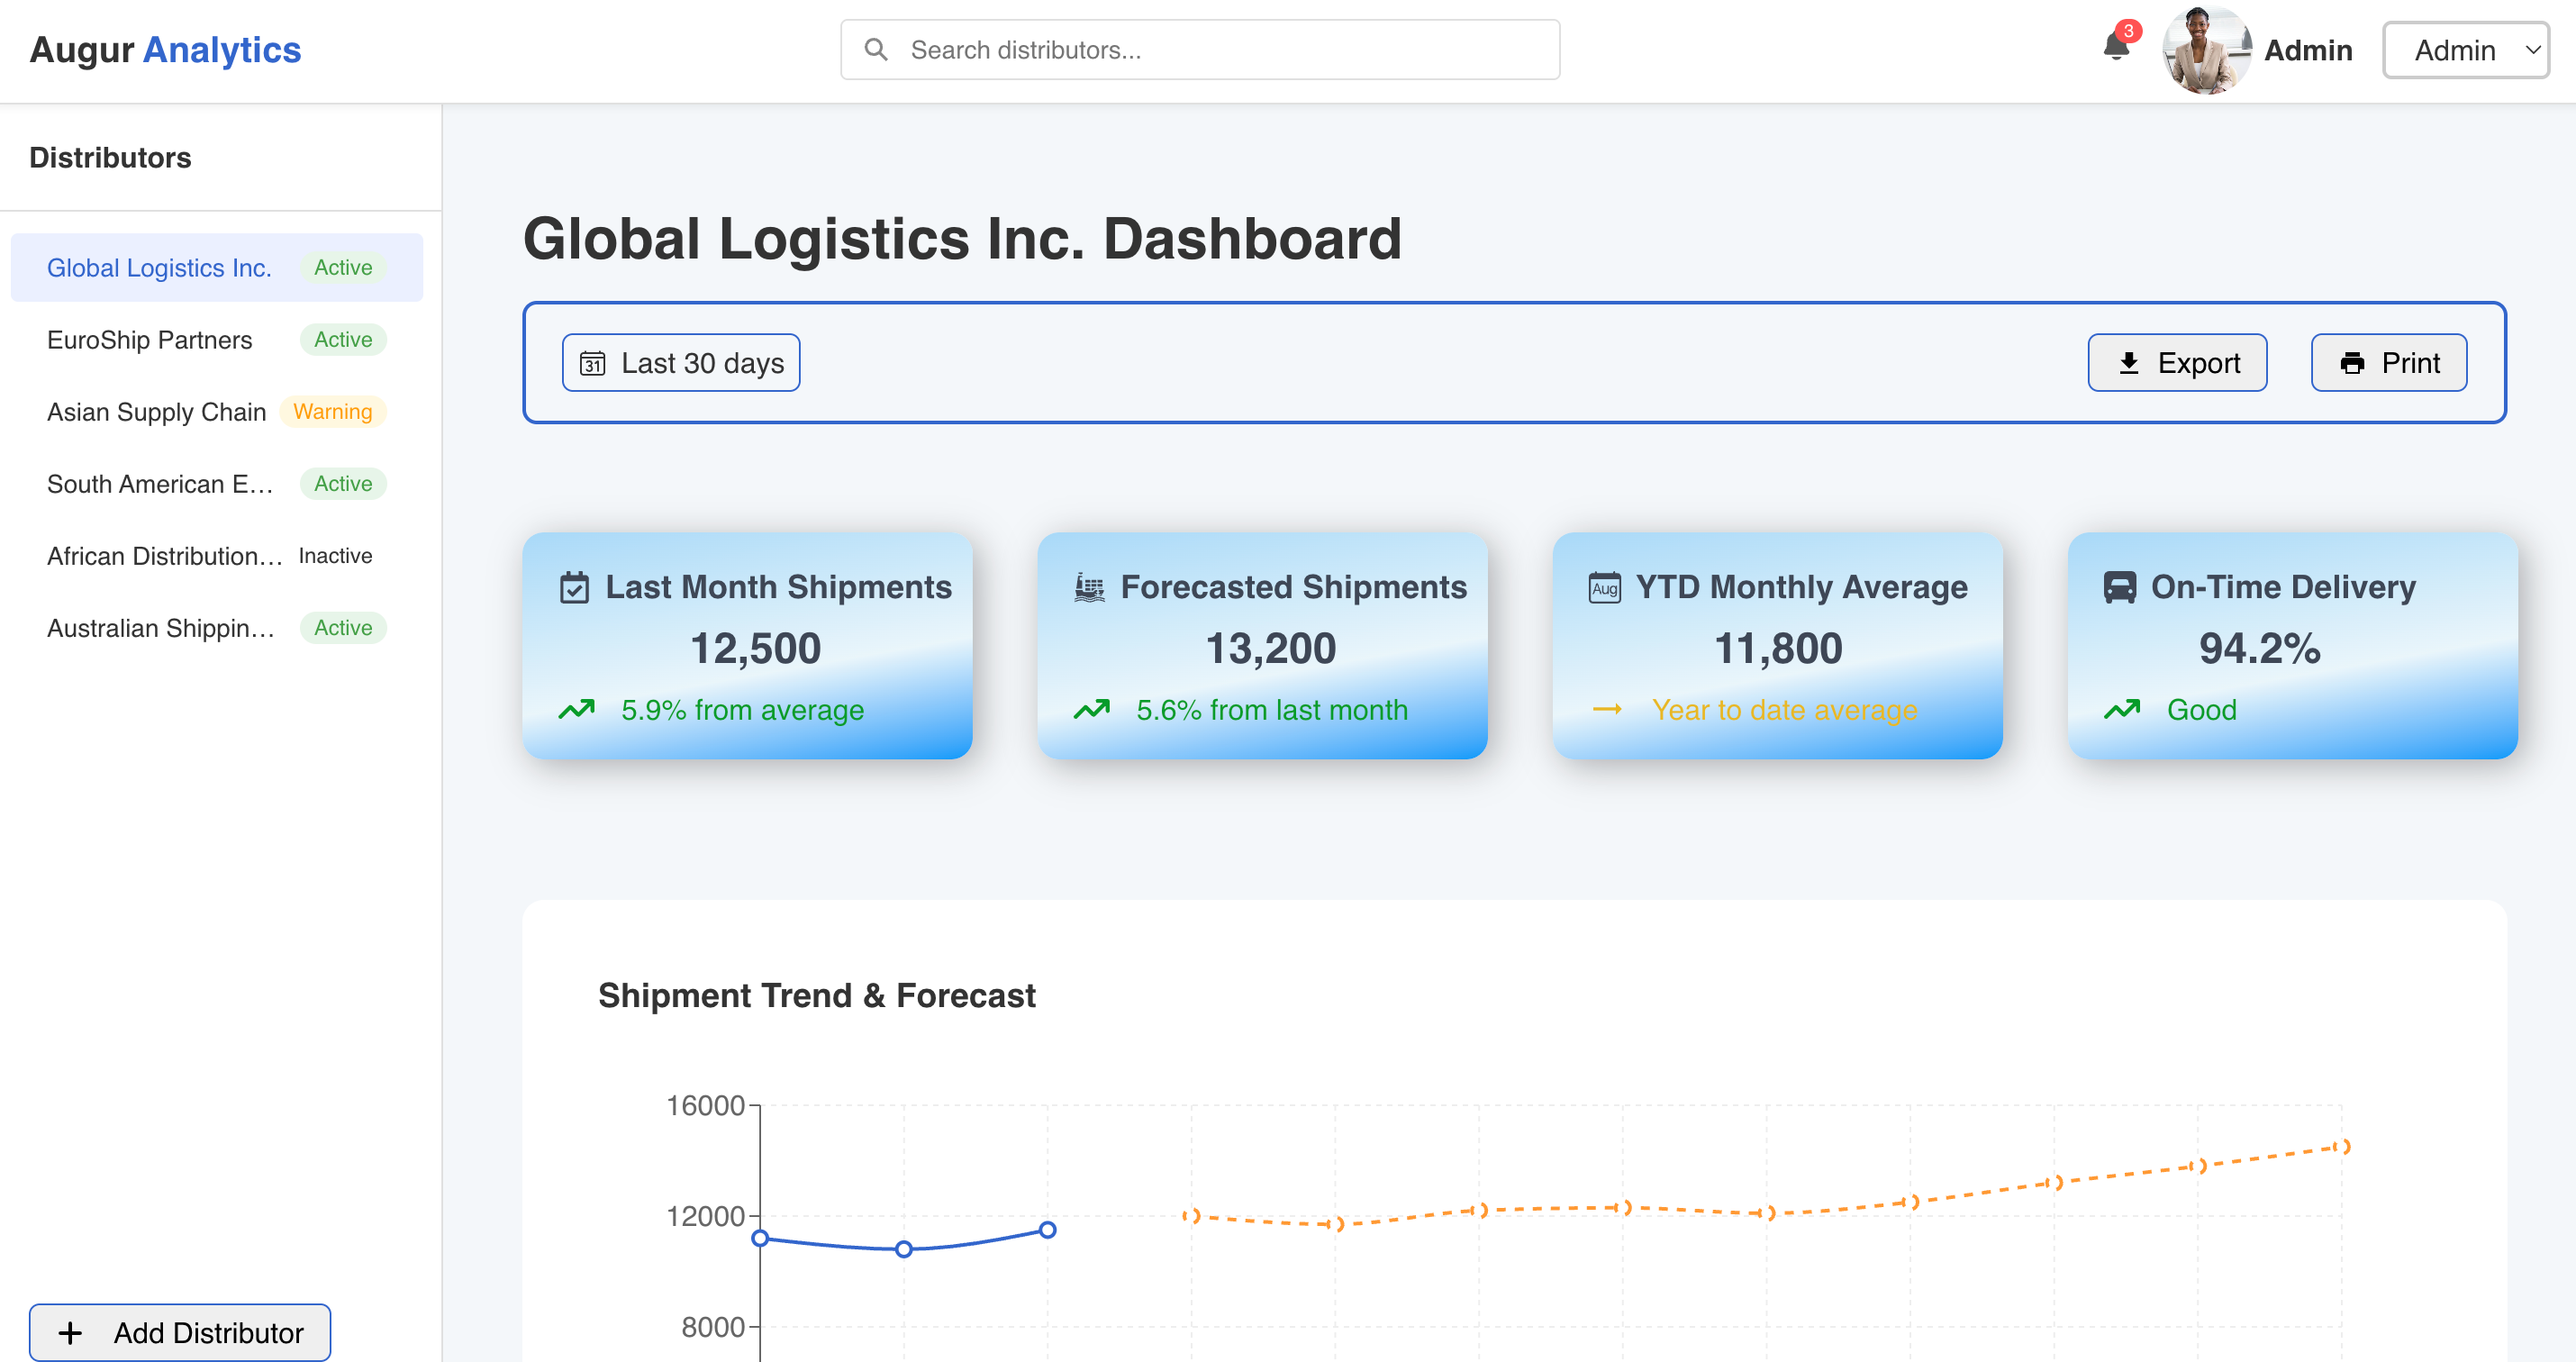 Augur Analytics
Search distributors...
3
Admin
Admin
Distributors
Global Logistics Inc. Active
EuroShip Partners Active
Asian Supply Chain Warning
South American E... Active
African Distribution... Inactive
Australian Shippin... Active
Add Distributor
Global Logistics Inc. Dashboard
31 Last 30 days
Export
Print
Last Month Shipments
12,500
5.9% from average
Forecasted Shipments
13,200
5.6% from last month
Aug YTD Monthly Average
11,800
Year to date average
On-Time Delivery
94.2%
Good
Shipment Trend & Forecast
16000
12000
8000